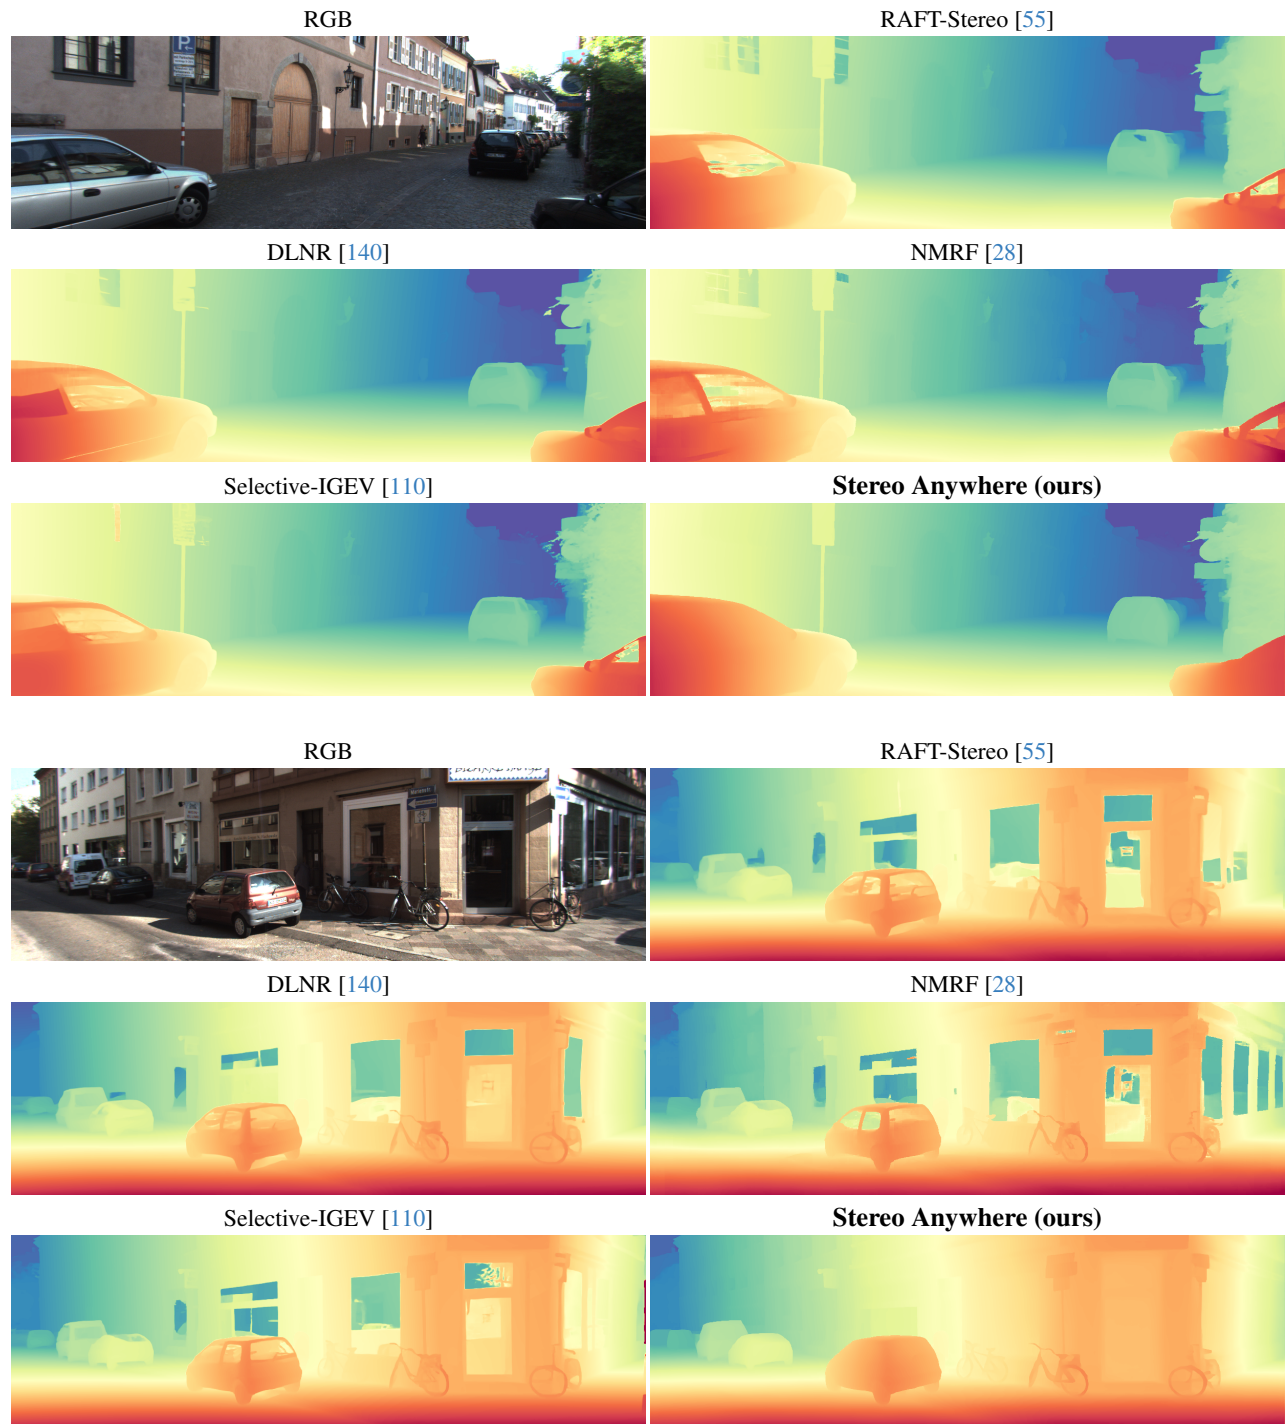 RGB
RAFT-Stereo [55]
P
DLNR [140]
NMRF [28]
Selective-IGEV [110]
Stereo Anywhere (ours)
RGB
RAFT-Stereo [55]
DLNR [140]
NMRF [28]
Selective-IGEV [110]
Stereo Anywhere (ours)